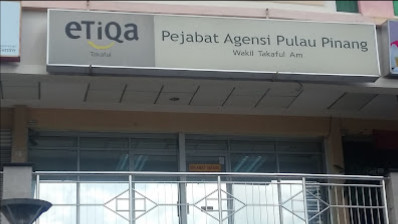 eTiQa
Takaful
Pejabat Agensi Pulau Pinang
Wakil Takaful Am